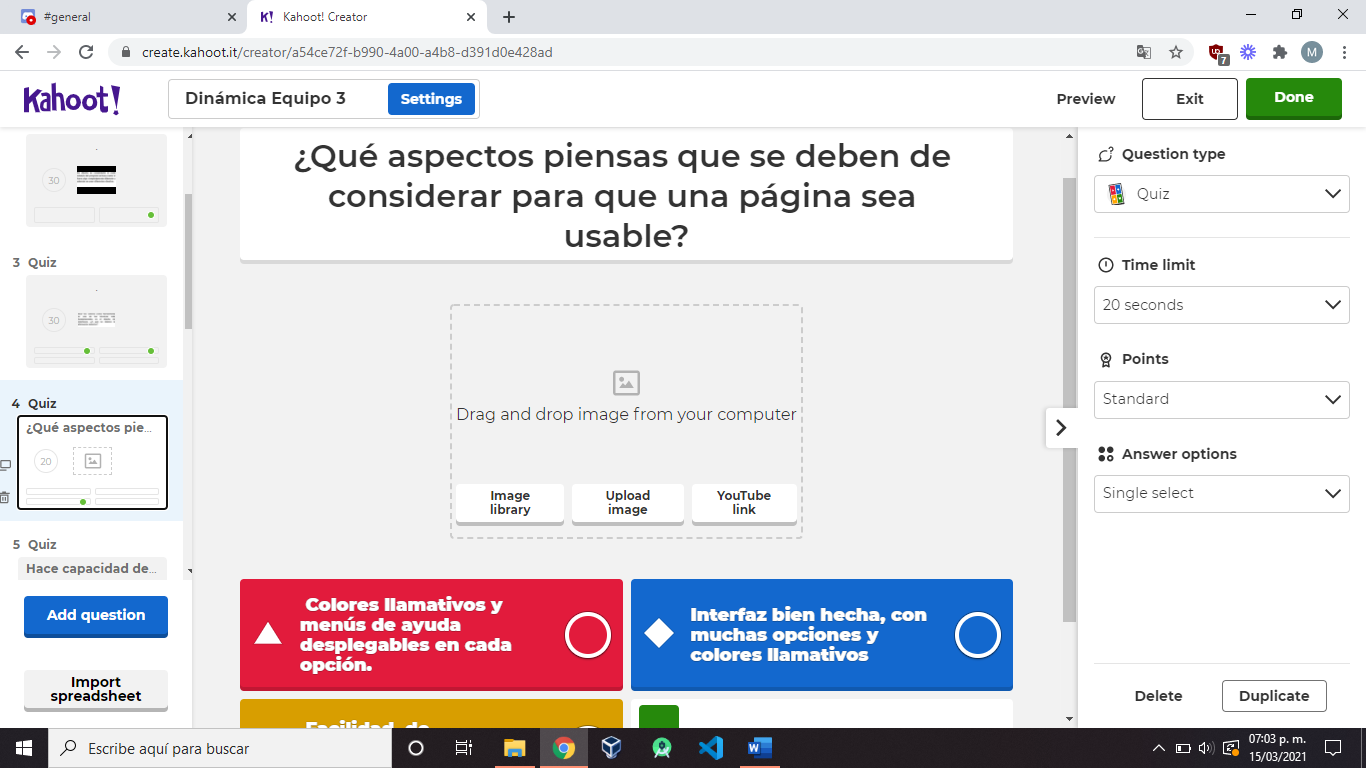 #general
Kahoot! Creator
create.kahoot.it/creator/a54ce72f-b990-4a00-a4b8-d391d0e428ad
7
M
Kahoot!
Dinámica Equipo 3
Settings
Preview
Exit
Done
30
3 Quiz
30
4 Quiz
¿Qué aspectos pie...
20
5 Quiz
Hace capacidad de...
Add question
Import
spreadsheet
¿Qué aspectos piensas que se deben de
considerar para que una página sea
usable?
Drag and drop image from your computer
Image
library
Upload
image
YouTube
link
Colores llamativos y
menús de ayuda
desplegables en cada
opción.
Interfaz bien hecha, con
muchas opciones y
colores llamativos
Facilidad de
Question type
Quiz
Time limit
20 seconds
Points
Standard
Answer options
Single select
Delete
Duplicate
Escribe aquí para buscar
07:03 p. m.
15/03/2021